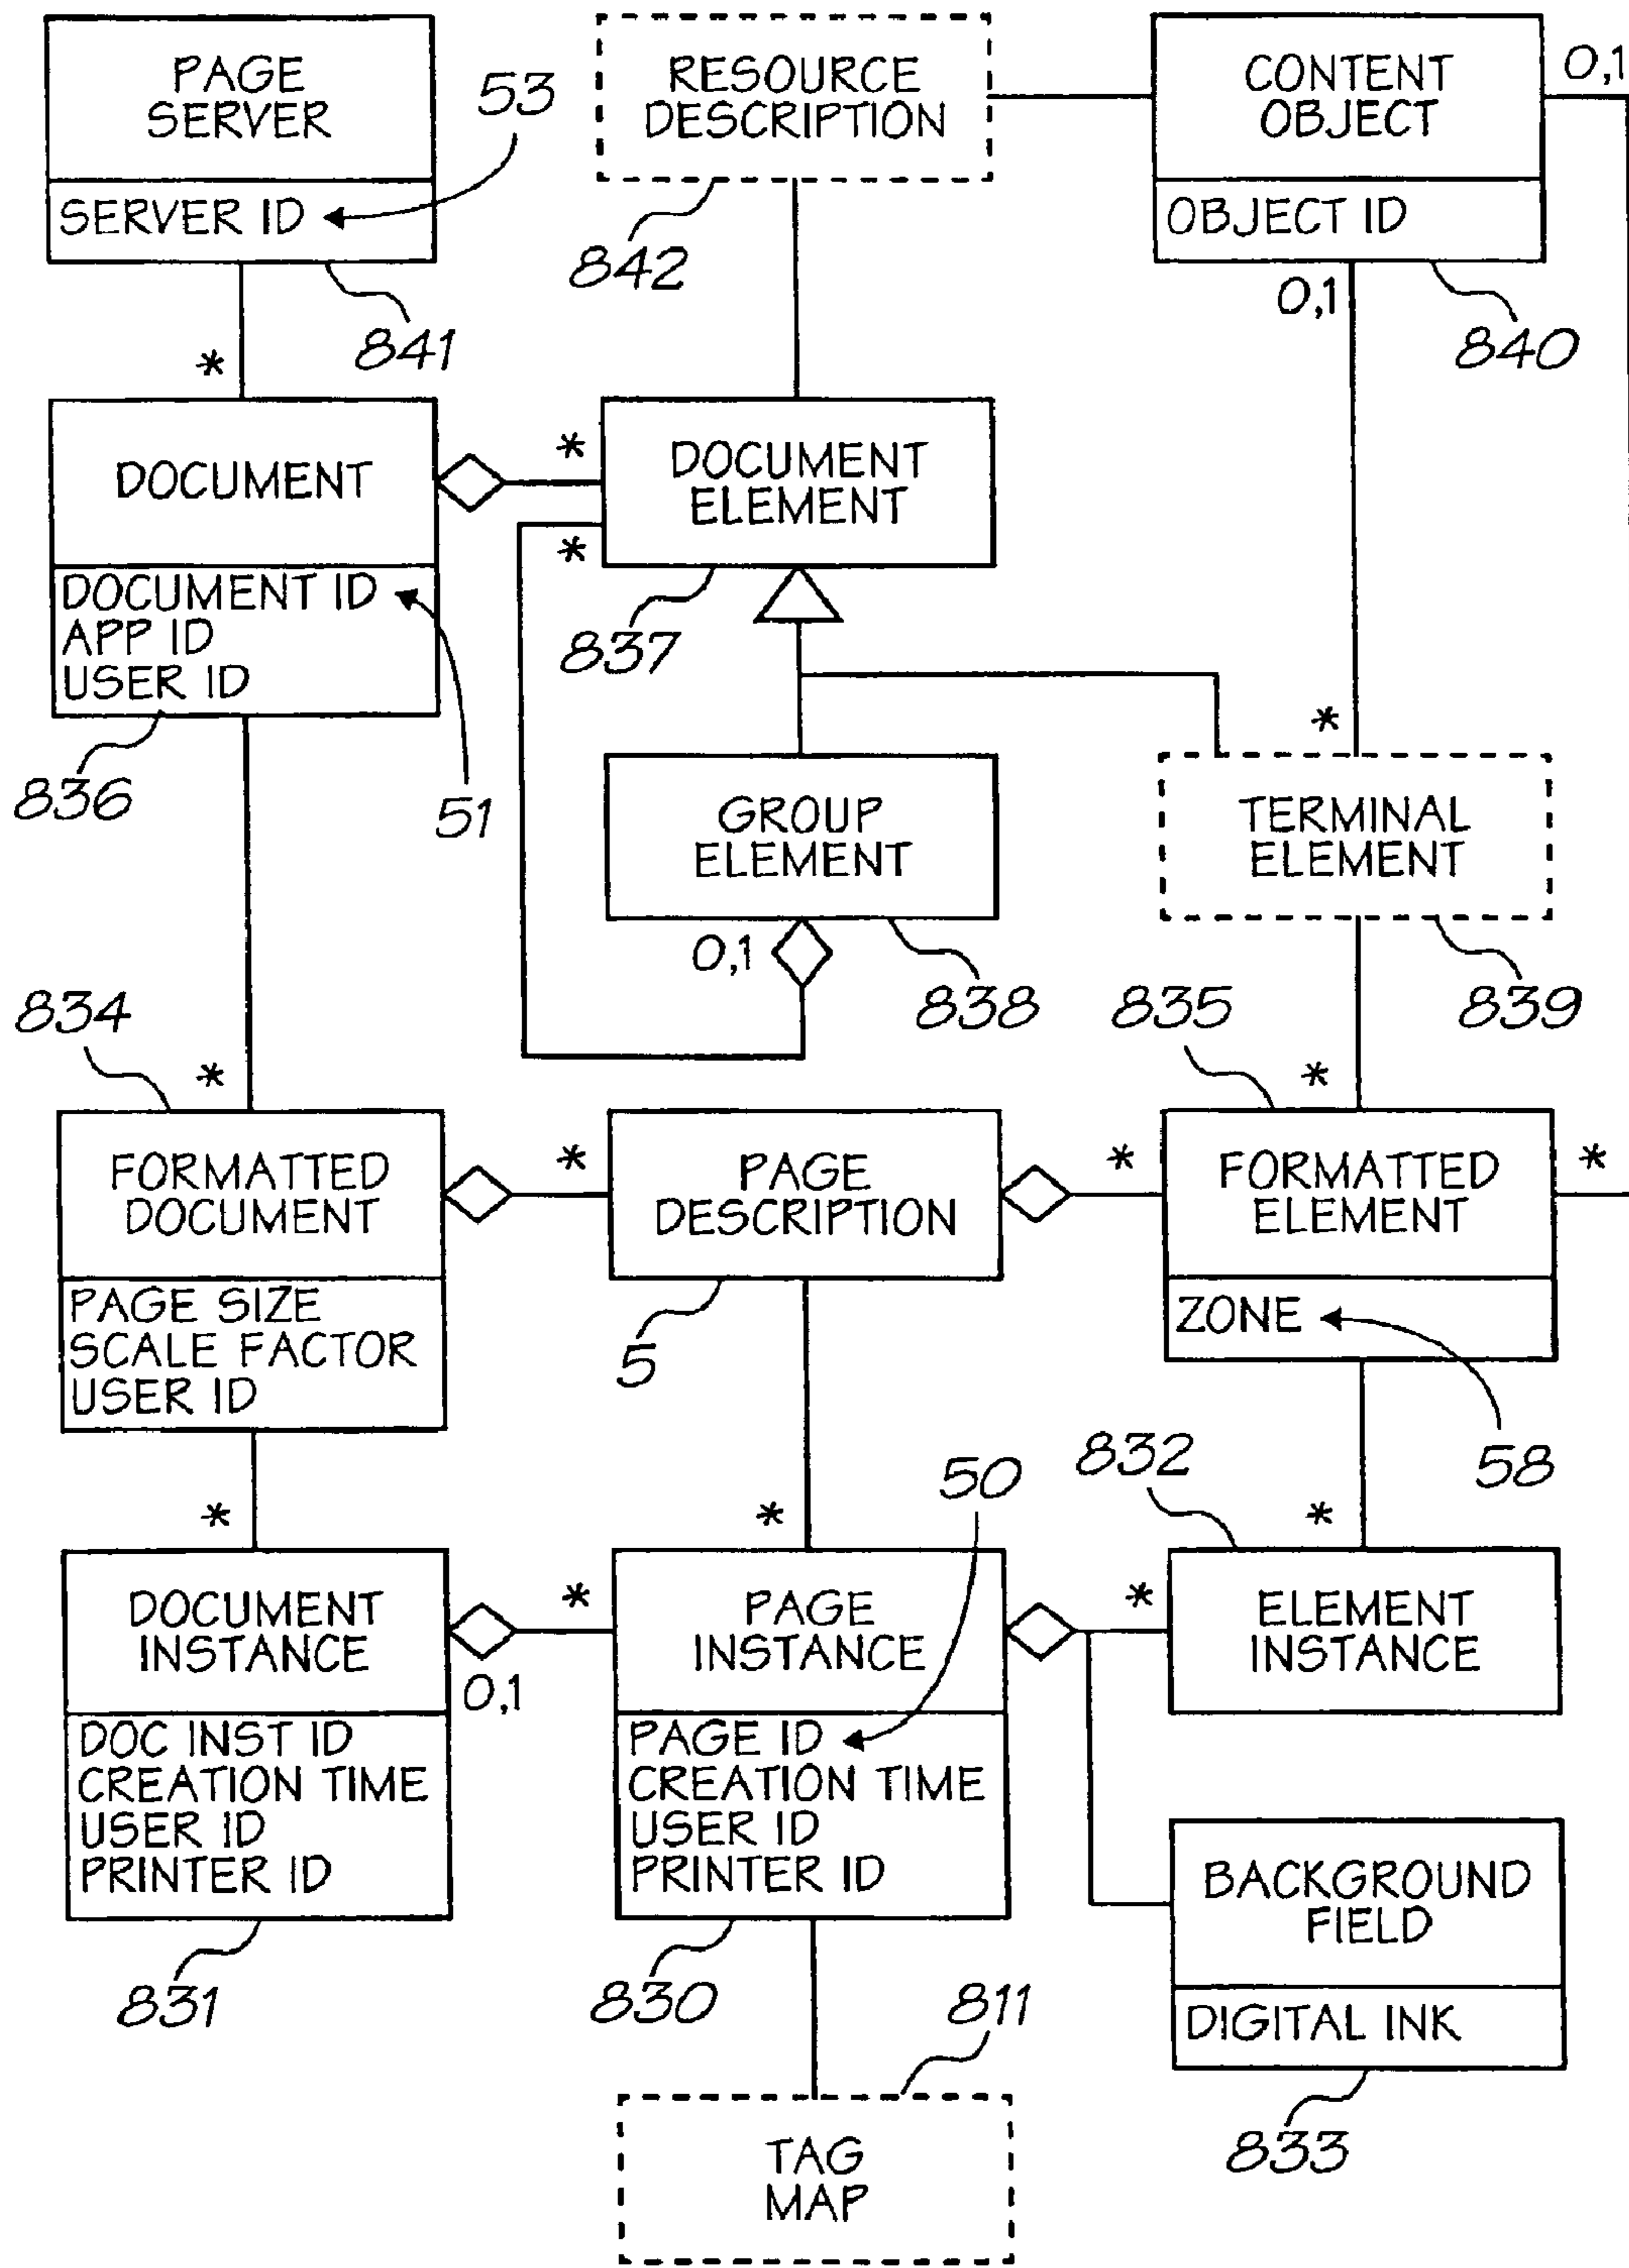 PAGE
SERVER
SERVER ID
53
841
RESOURCE
DESCRIPTION
842
CONTENT
OBJECT
OBJECT ID
0,1
0,1
840
*
DOCUMENT
DOCUMENT ID
APP ID
USER ID
836
51
*
*
DOCUMENT
ELEMENT
837
GROUP
ELEMENT
0,1
838
*
TERMINAL
ELEMENT
839
834
*
FORMATTED
DOCUMENT
PAGE SIZE
SCALE FACTOR
USER ID
*
PAGE
DESCRIPTION
5
835
*
*
FORMATTED
ELEMENT
*
ZONE
58
*
DOCUMENT
INSTANCE
0,1
DOC INST ID
CREATION TIME
USER ID
PRINTER ID
831
*
*
50
PAGE
INSTANCE
PAGE ID
CREATION TIME
USER ID
PRINTER ID
830
832
*
*
ELEMENT
INSTANCE
BACKGROUND
FIELD
DIGITAL INK
833
811
TAG
MAP